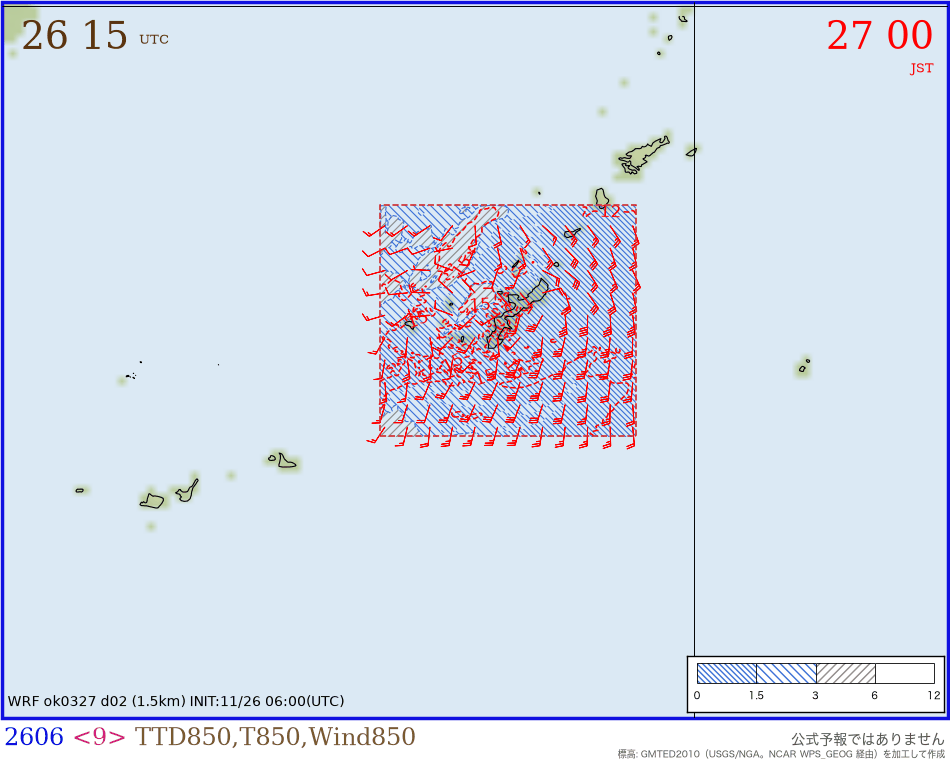 26 15 UTC
27 00
JST
12
15
WRF ok0327 d02 (1.5km) INIT:11/26 06:00(UTC)
0 1.5 3 6 12
2606 <9> TTD850,T850,Wind850
公式予報ではありません
標高: GMTED2010（USGS/NGA。NCAR WPS_GEOG 経由）を加工して作成